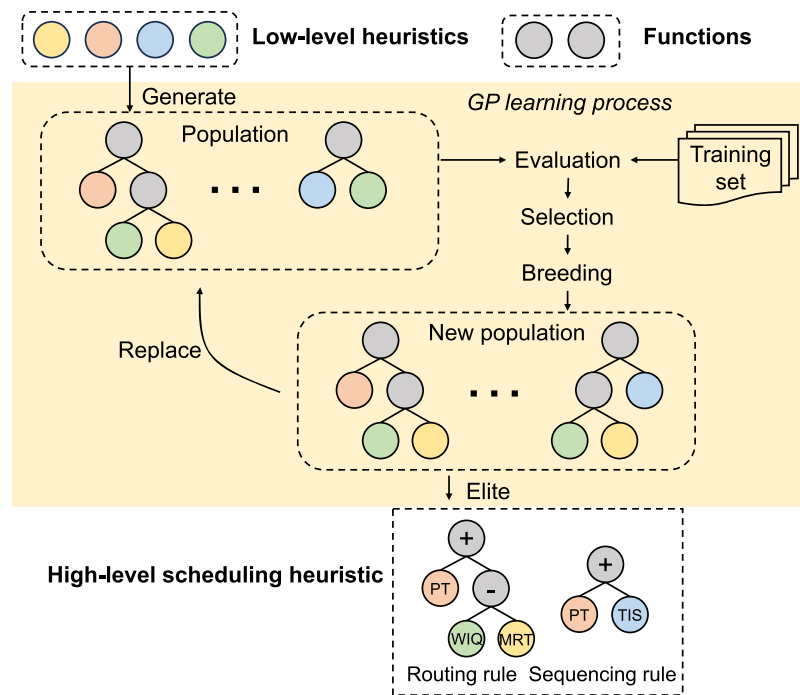 Low-level heuristics
Functions
Generate
GP learning process
Population
. . .
Evaluation
Training
set
Selection
Breeding
Replace
New population
. . .
Elite
High-level scheduling heuristic
+
PT
-
WIQ
MRT
+
PT
TIS
Routing rule
Sequencing rule